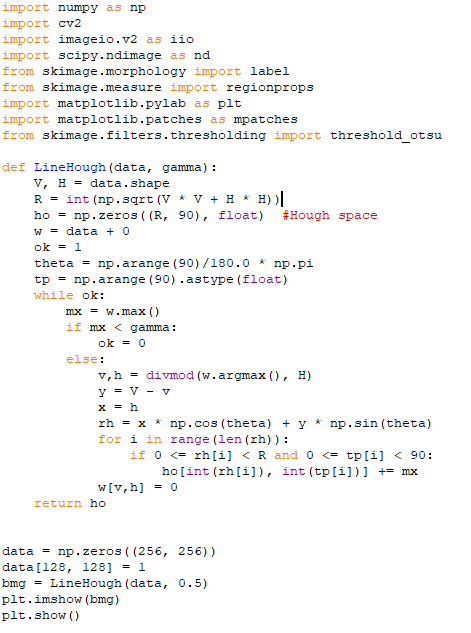 import numpy as np
import cv2
import imageio.v2 as iio
import scipy.ndimage as nd
from skimage.morphology import label
from skimage.measure import regionprops
import matplotlib.pylab as plt
import matplotlib.patches as mpatches
from skimage.filters.thresholding import threshold_otsu

def LineHough(data, gamma):
    V, H = data.shape
    R = int(np.sqrt(V * V + H * H))
    ho = np.zeros((R, 90), float)  #Hough space
    w = data + 0
    ok = 1
    theta = np.arange(90)/180.0 * np.pi
    tp = np.arange(90).astype(float)
    while ok:
        mx = w.max()
        if mx < gamma:
            ok = 0
        else:
            v,h = divmod(w.argmax(), H)
            y = V - v
            x = h
            rh = x * np.cos(theta) + y * np.sin(theta)
            for i in range(len(rh)):
                if 0 <= rh[i] < R and 0 <= tp[i] < 90:
                    ho[int(rh[i]), int(tp[i])] += mx
            w[v,h] = 0
    return ho


data = np.zeros((256, 256))
data[128, 128] = 1
bmg = LineHough(data, 0.5)
plt.imshow(bmg)
plt.show()